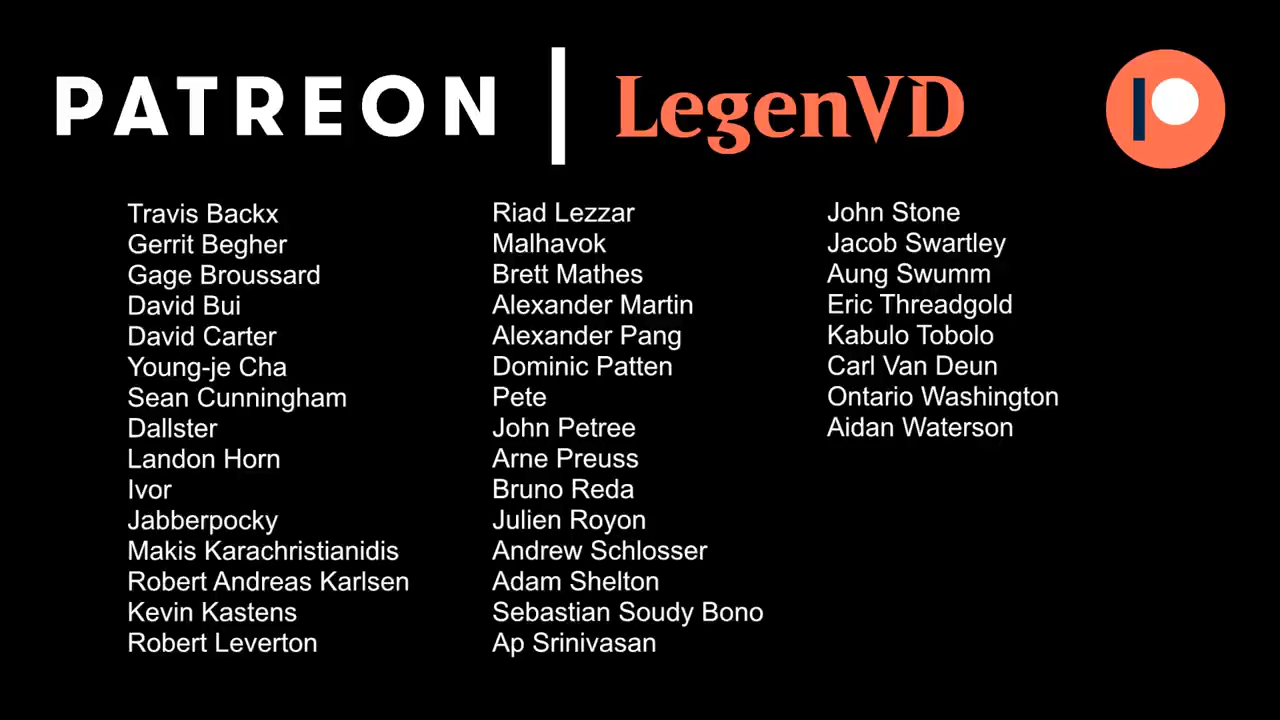 PATREON | LegenVD
Travis Backx
Gerrit Begher
Gage Broussard
David Bui
David Carter
Young-je Cha
Sean Cunningham
Dallster
Landon Horn
Ivor
Jabberpocky
Makis Karachristianidis
Robert Andreas Karlsen
Kevin Kastens
Robert Leverton
Riad Lezzar
Malhavok
Brett Mathes
Alexander Martin
Alexander Pang
Dominic Patten
Pete
John Petree
Arne Preuss
Bruno Reda
Julien Royon
Andrew Schlosser
Adam Shelton
Sebastian Soudy Bono
Ap Srinivasan
John Stone
Jacob Swartley
Aung Swumm
Eric Threadgold
Kabulo Tobolo
Carl Van Deun
Ontario Washington
Aidan Waterson